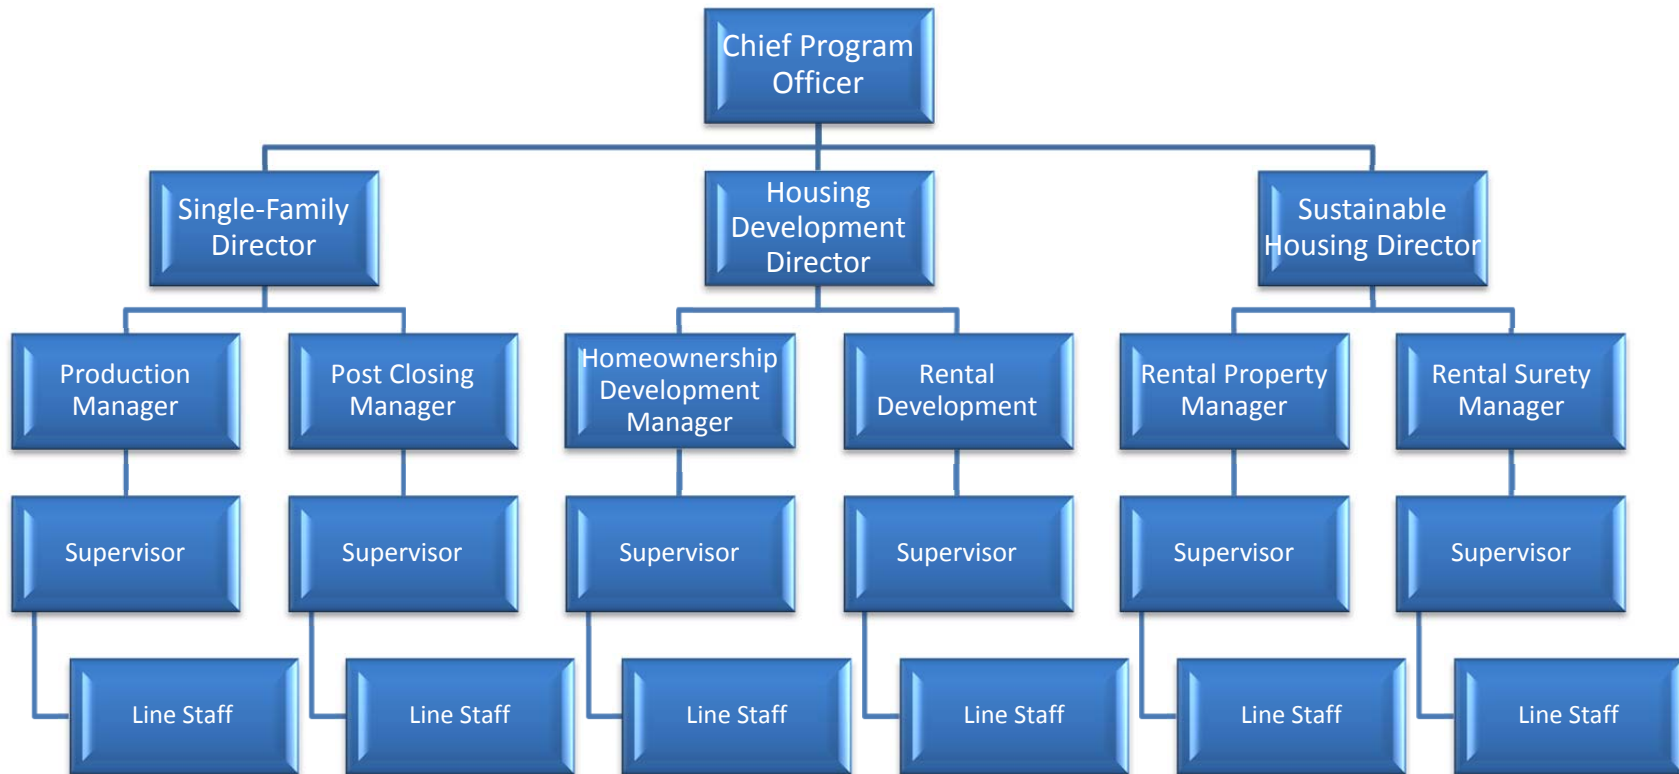 Chief Program
Officer
Single-Family
Director
Housing
Development
Director
Sustainable
Housing Director
Production
Manager
Post Closing
Manager
Homeownership
Development
Manager
Rental
Development
Rental Property
Manager
Rental Surety
Manager
Supervisor
Supervisor
Supervisor
Supervisor
Supervisor
Supervisor
Line Staff
Line Staff
Line Staff
Line Staff
Line Staff
Line Staff